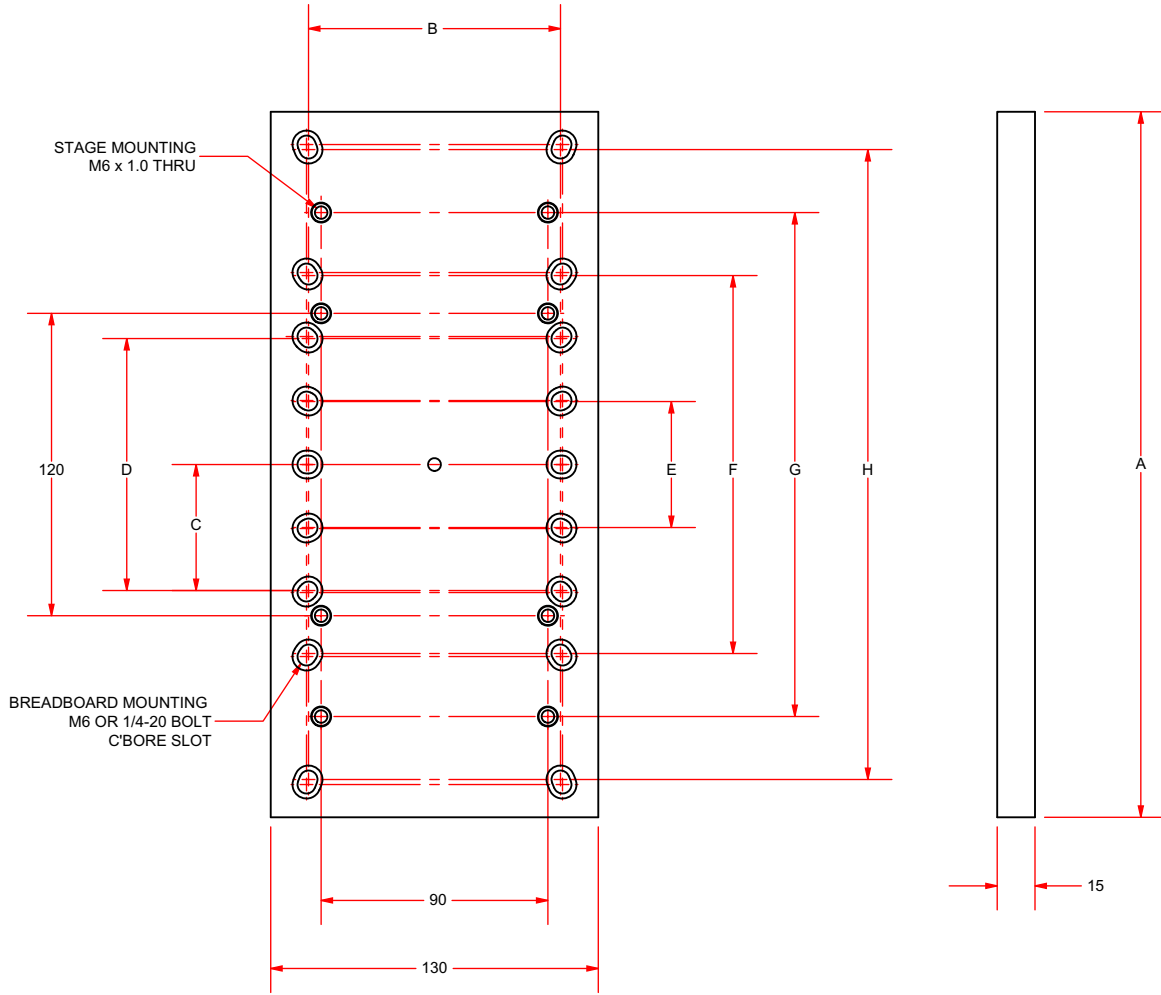 B
STAGE MOUNTING
M6 x 1.0 THRU
120
D
C
E
F
G
H
A
BREADBOARD MOUNTING
M6 OR 1/4-20 BOLT
C'BORE SLOT
90
15
130